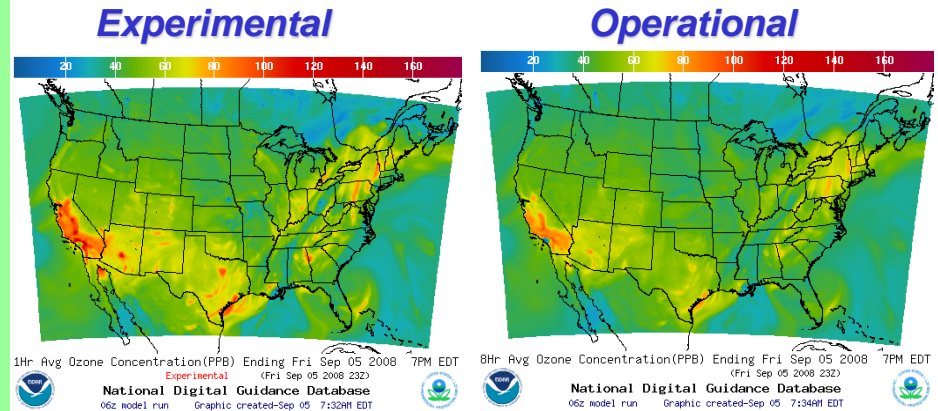 Experimental
20 40 60 80 100 120 140 160
1Hr Avg Ozone Concentration(PPB) Ending Fri Sep 05 2008 7PM EDT
Experimental (Fri Sep 05 2008 23Z)
National Digital Guidance Database
06z model run Graphic created-Sep 05 7:32AM EDT
NOAA
Operational
20 40 60 80 100 120 140 160
8Hr Avg Ozone Concentration(PPB) Ending Fri Sep 05 2008 7PM EDT
(Fri Sep 05 2008 23Z)
National Digital Guidance Database
06z model run Graphic created-Sep 05 7:34AM EDT
NOAA